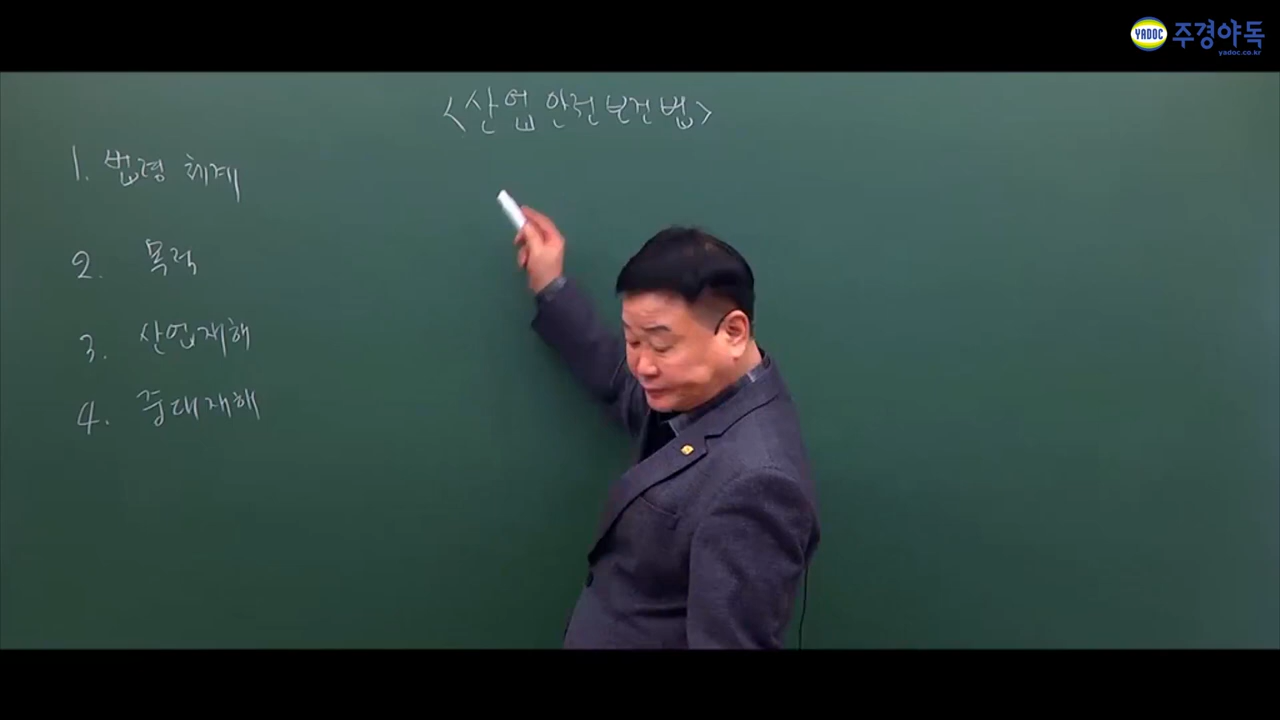 YADOC 주경야독
yadoc.co.kr
<산업안전보건법>
1. 법령 체계
2. 목적
3. 산업재해
4. 중대재해